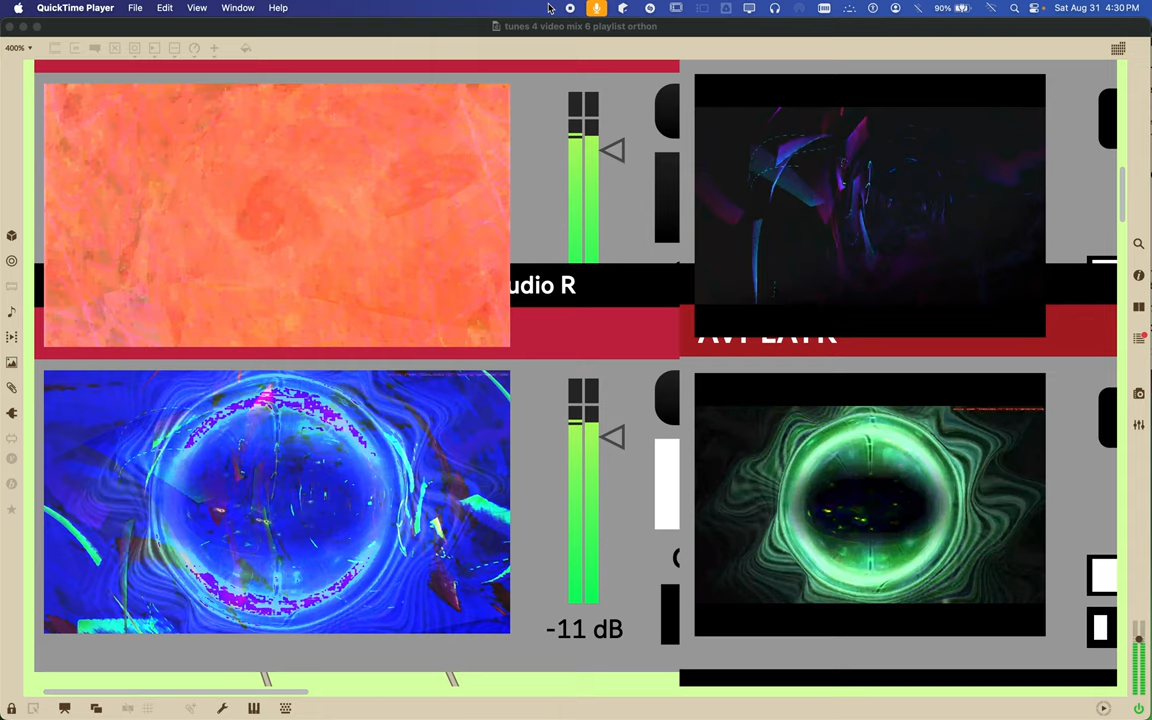 QuickTime Player File Edit View Window Help 90% Sat Aug 31 4:30 PM
tunes 4 video mix 6 playlist orthon
400%
udio R
-11 dB